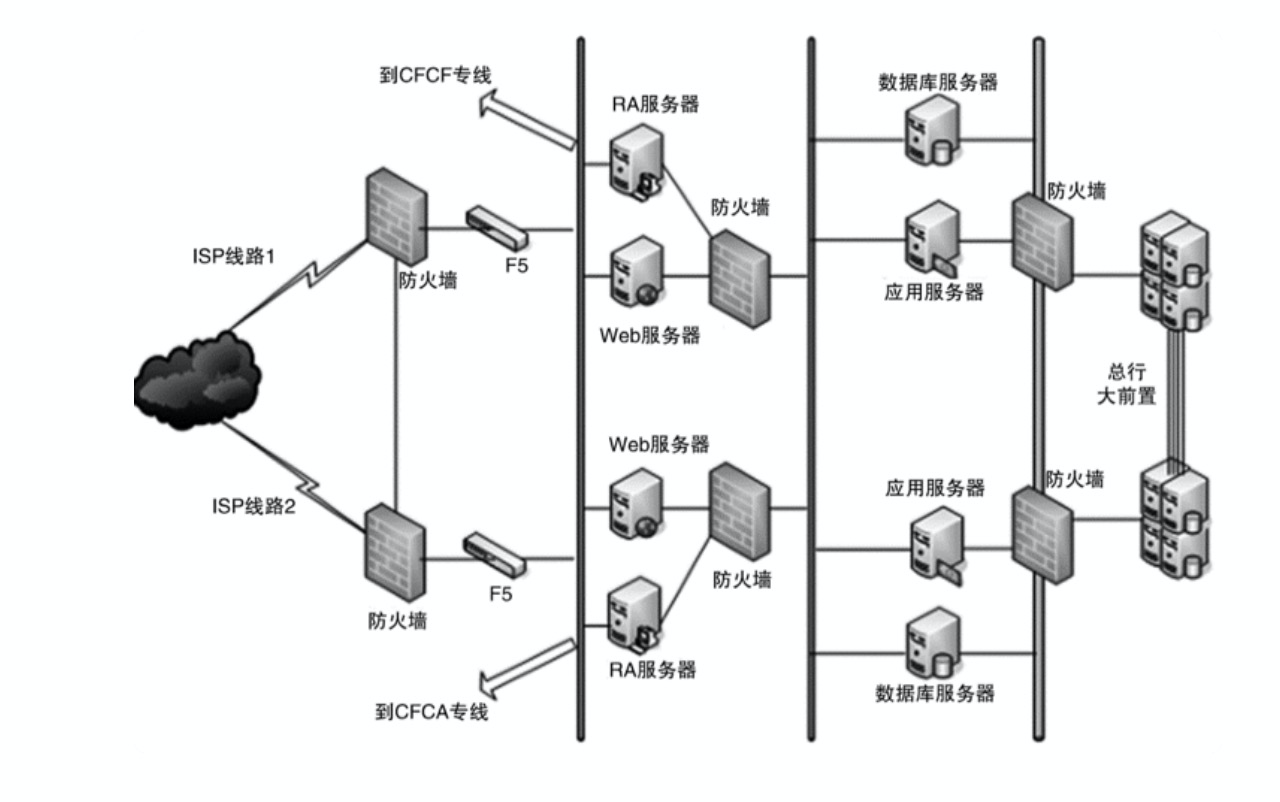 到CFCF专线
RA服务器
数据库服务器
防火墙
防火墙
ISP线路1
F5
防火墙
应用服务器
Web服务器
总行
大前置
Web服务器
防火墙
应用服务器
ISP线路2
防火墙
F5
防火墙
RA服务器
数据库服务器
到CFCA专线